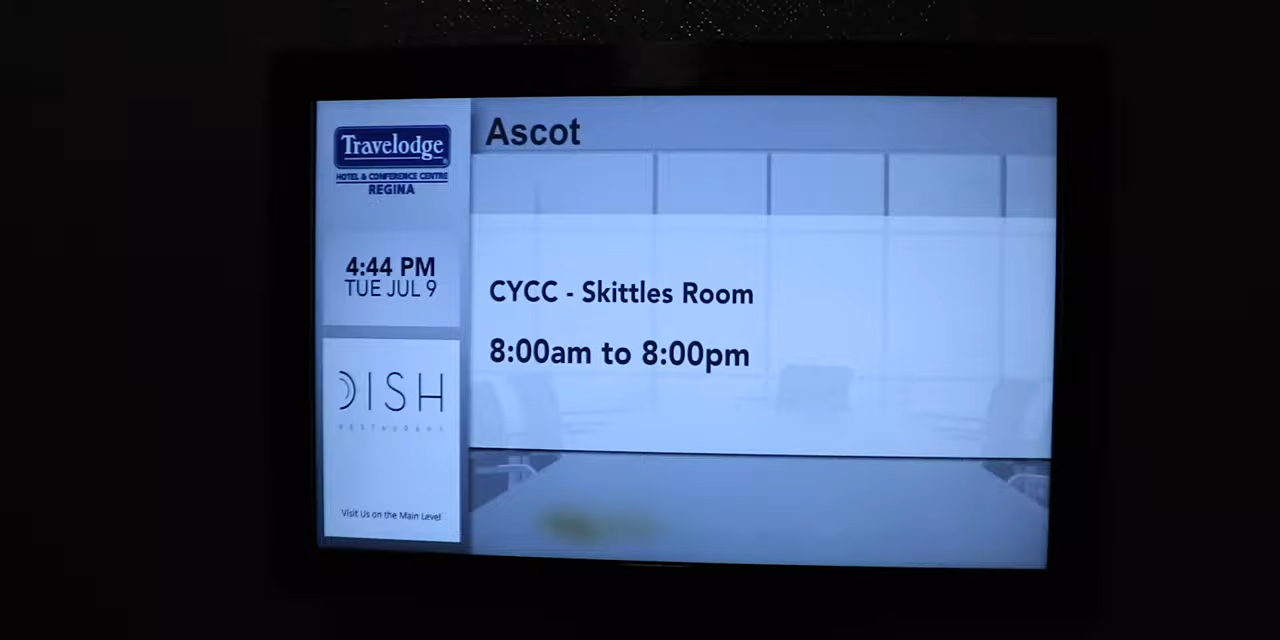 Travelodge
HOTEL & CONFERENCE CENTRE
REGINA
4:44 PM
TUE JUL 9
DISH
RESTAURANT
Visit Us on the Main Level
Ascot
CYCC - Skittles Room
8:00am to 8:00pm